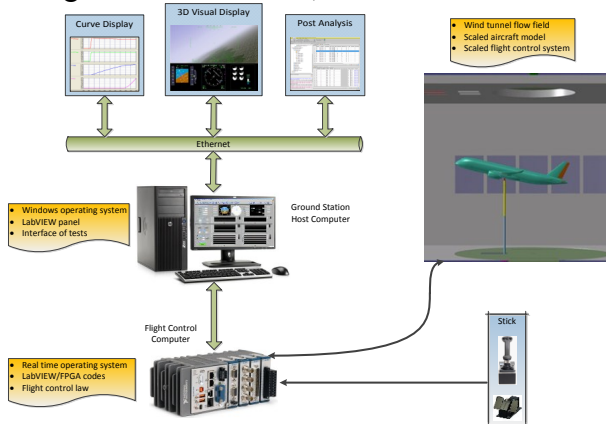 Curve Display
3D Visual Display
Post Analysis
• Wind tunnel flow field
• Scaled aircraft model
• Scaled flight control system
Ethernet
• Windows operating system
• LabVIEW panel
• Interface of tests
Ground Station
Host Computer
Flight Control
Computer
Stick
• Real time operating system
• LabVIEW/FPGA codes
• Flight control law